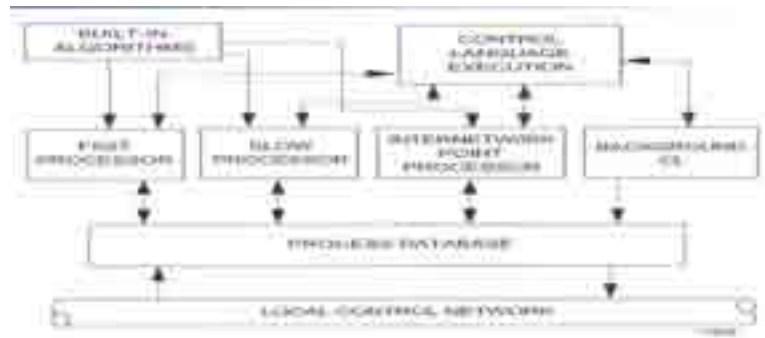 BUILT-IN
ALGORITHMS
CONTROL
LANGUAGE
EXECUTION
FAST
PROCESSOR
SLOW
PROCESSOR
INTERNETWORK
POINT
PROCESSOR
BACKGROUND
CL
PROCESS DATABASE
LOCAL CONTROL NETWORK